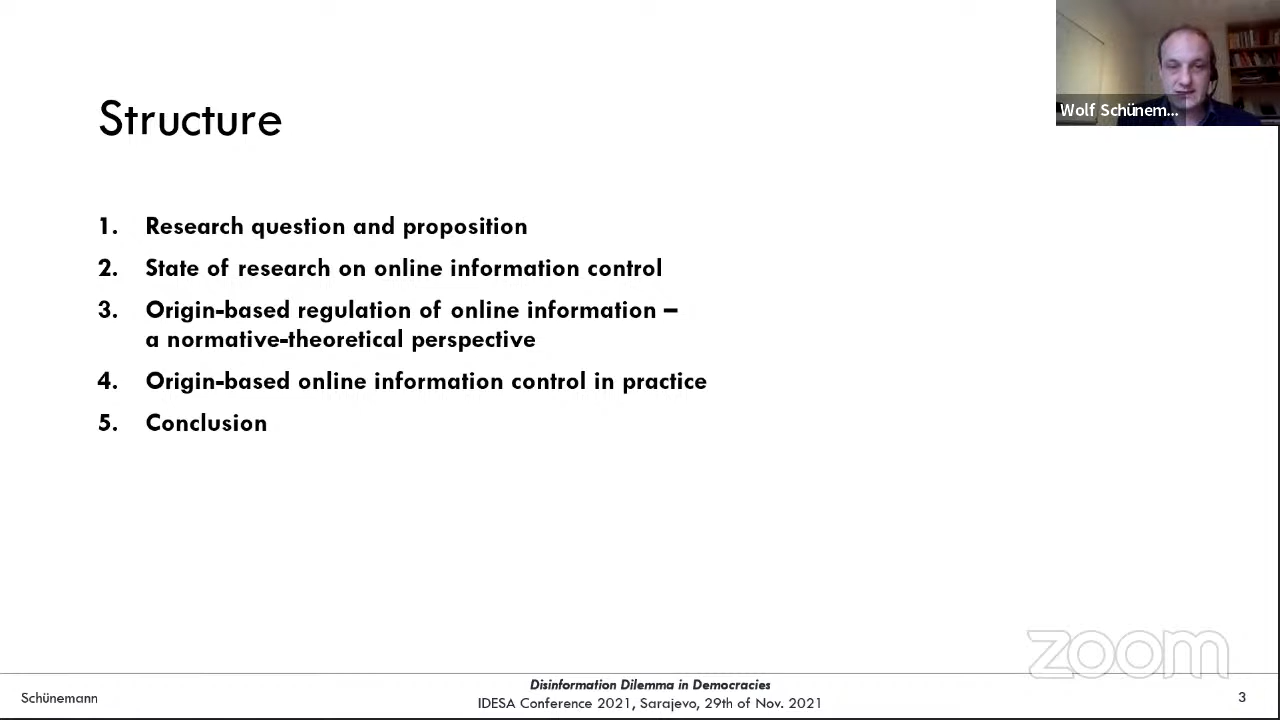 Wolf Schünem...
Structure
1. Research question and proposition
2. State of research on online information control
3. Origin-based regulation of online information –
a normative-theoretical perspective
4. Origin-based online information control in practice
5. Conclusion
zoom
Schünemann
Disinformation Dilemma in Democracies
IDESA Conference 2021, Sarajevo, 29th of Nov. 2021
3